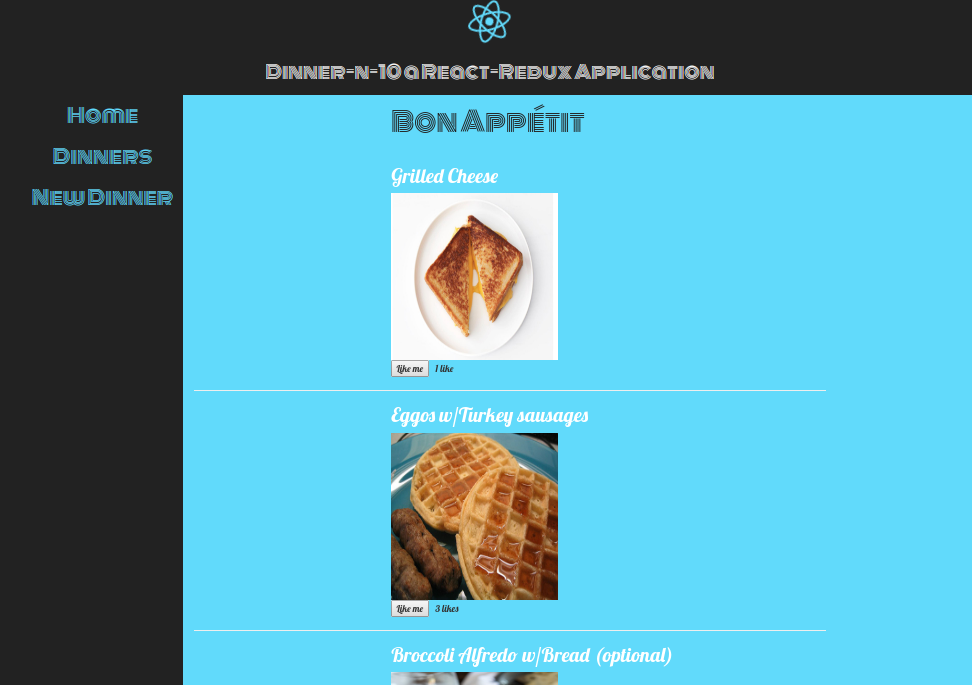 Dinner-n-10 a React-Redux Application
Home
Dinners
New Dinner
Bon Appétit
Grilled Cheese
Like me 1 like
Eggos w/Turkey sausages
Like me 3 likes
Broccoli Alfredo w/Bread (optional)